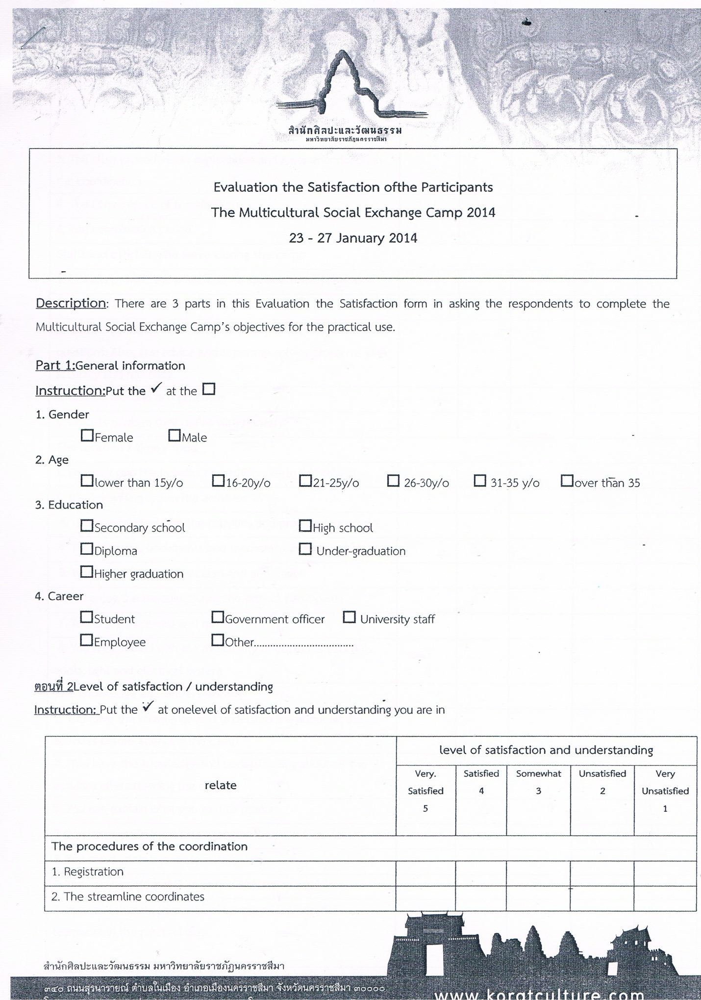 สำนักศิลปะและวัฒนธรรม
มหาวิทยาลัยราชภัฏนครราชสีมา
Evaluation the Satisfaction ofthe Participants
The Multicultural Social Exchange Camp 2014
23 - 27 January 2014
Description: There are 3 parts in this Evaluation the Satisfaction form in asking the respondents to complete the
Multicultural Social Exchange Camp's objectives for the practical use.
Part 1:General information
Instruction:Put the ✓ at the ☐
1. Gender
☐Female ☐Male
2. Age
☐lower than 15y/o ☐16-20y/o ☐21-25y/o ☐ 26-30y/o ☐ 31-35 y/o ☐over than 35
3. Education
☐Secondary school ☐High school
☐Diploma ☐ Under-graduation
☐Higher graduation
4. Career
☐Student ☐Government officer ☐ University staff
☐Employee ☐Other....................................
ตอนที่ 2Level of satisfaction / understanding
Instruction: Put the ✓ at onelevel of satisfaction and understanding you are in
relate
level of satisfaction and understanding
Very. Satisfied 5
Satisfied 4
Somewhat 3
Unsatisfied 2
Very Unsatisfied 1
The procedures of the coordination
1. Registration
2. The streamline coordinates
สำนักศิลปะและวัฒนธรรม มหาวิทยาลัยราชภัฏนครราชสีมา
๓๔๐ ถนนสุรนารายณ์ ตำบลในเมือง อำเภอเมืองนครราชสีมา จังหวัดนครราชสีมา ๓๐๐๐๐
www.koratculture.com